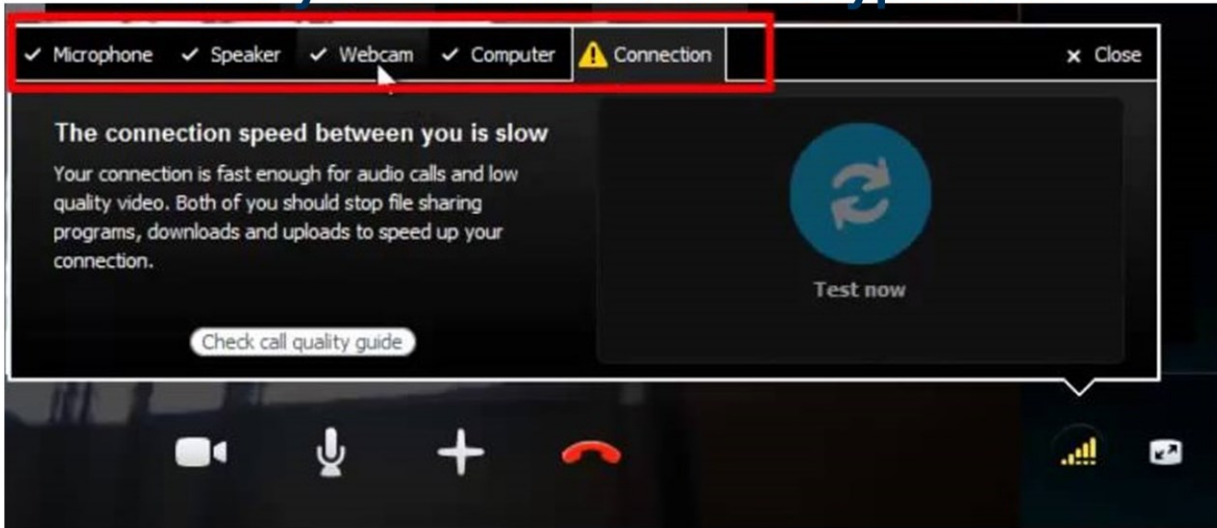 Microphone Speaker Webcam Computer Connection Close
The connection speed between you is slow
Your connection is fast enough for audio calls and low
quality video. Both of you should stop file sharing
programs, downloads and uploads to speed up your
connection.
Test now
Check call quality guide